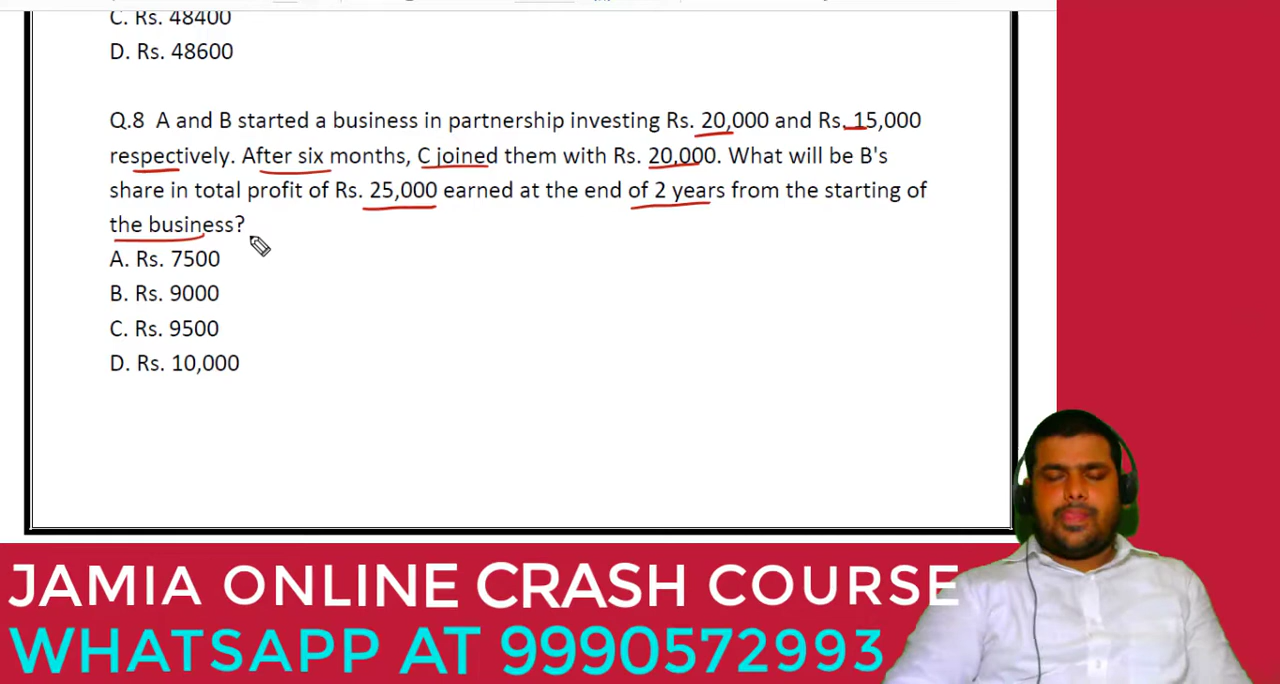 C. Rs. 48400
D. Rs. 48600
Q.8 A and B started a business in partnership investing Rs. 20,000 and Rs. 15,000
respectively. After six months, C joined them with Rs. 20,000. What will be B's
share in total profit of Rs. 25,000 earned at the end of 2 years from the starting of
the business?
A. Rs. 7500
B. Rs. 9000
C. Rs. 9500
D. Rs. 10,000
JAMIA ONLINE CRASH COURSE
WHATSAPP AT 9990572993